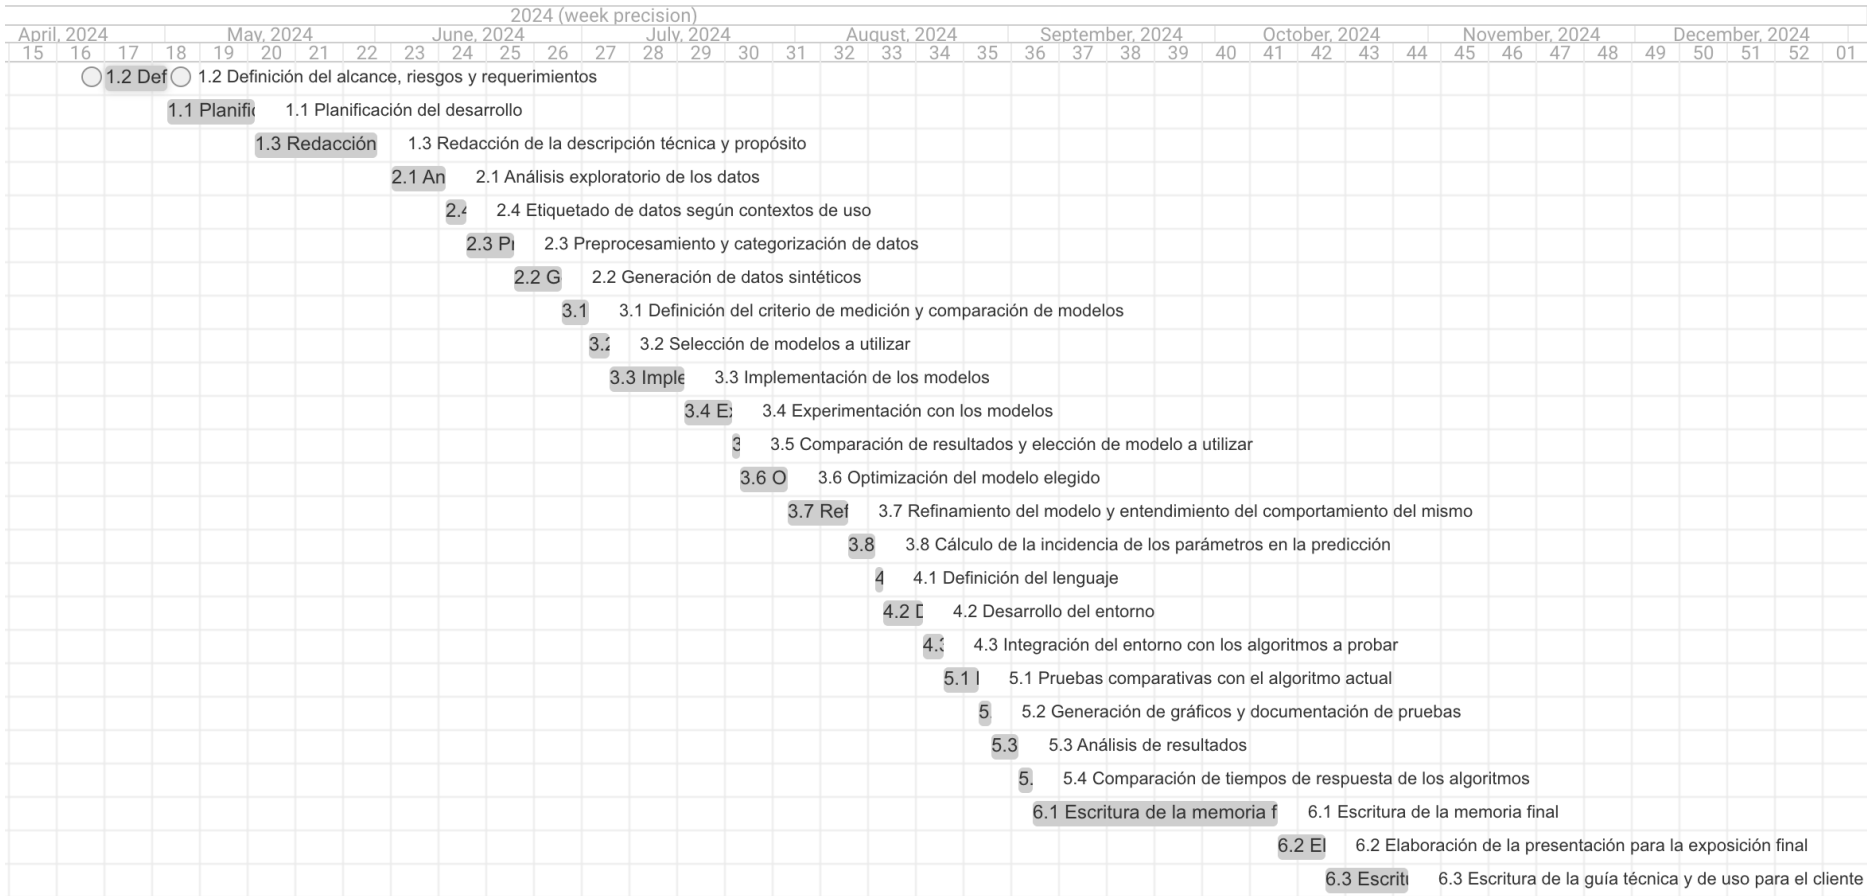 2024 (week precision)
April, 2024 May, 2024 June, 2024 July, 2024 August, 2024 September, 2024 October, 2024 November, 2024 December, 2024
15 16 17 18 19 20 21 22 23 24 25 26 27 28 29 30 31 32 33 34 35 36 37 38 39 40 41 42 43 44 45 46 47 48 49 50 51 52 01
1.2 Def 1.2 Definición del alcance, riesgos y requerimientos
1.1 Planific 1.1 Planificación del desarrollo
1.3 Redacción 1.3 Redacción de la descripción técnica y propósito
2.1 An 2.1 Análisis exploratorio de los datos
2.4 2.4 Etiquetado de datos según contextos de uso
2.3 Pr 2.3 Preprocesamiento y categorización de datos
2.2 G 2.2 Generación de datos sintéticos
3.1 3.1 Definición del criterio de medición y comparación de modelos
3.2 3.2 Selección de modelos a utilizar
3.3 Imple 3.3 Implementación de los modelos
3.4 Ex 3.4 Experimentación con los modelos
3 3.5 Comparación de resultados y elección de modelo a utilizar
3.6 O 3.6 Optimización del modelo elegido
3.7 Ref 3.7 Refinamiento del modelo y entendimiento del comportamiento del mismo
3.8 3.8 Cálculo de la incidencia de los parámetros en la predicción
4 4.1 Definición del lenguaje
4.2 D 4.2 Desarrollo del entorno
4.3 4.3 Integración del entorno con los algoritmos a probar
5.1 5.1 Pruebas comparativas con el algoritmo actual
5. 5.2 Generación de gráficos y documentación de pruebas
5.3 5.3 Análisis de resultados
5. 5.4 Comparación de tiempos de respuesta de los algoritmos
6.1 Escritura de la memoria f 6.1 Escritura de la memoria final
6.2 El 6.2 Elaboración de la presentación para la exposición final
6.3 Escritu 6.3 Escritura de la guía técnica y de uso para el cliente